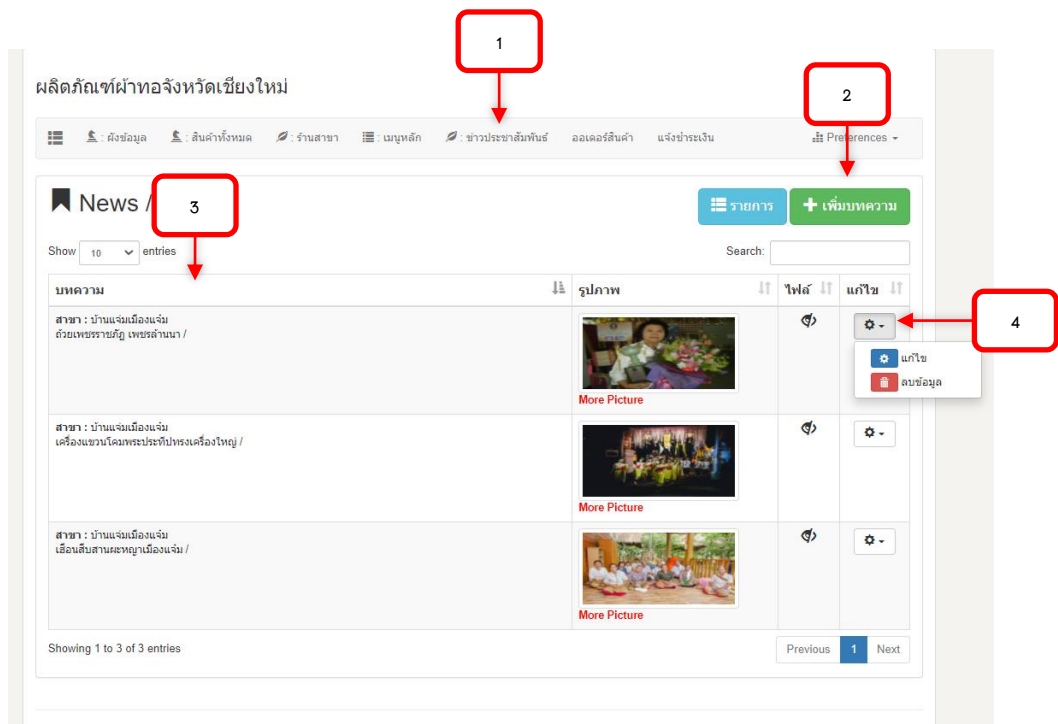 1
ผลิตภัณฑ์ผ้าทอจังหวัดเชียงใหม่
2
: ผังข้อมูล : สินค้าทั้งหมด : ร้านสาขา : เมนูหลัก : ข่าวประชาสัมพันธ์ ออเดอร์สินค้า แจ้งชำระเงิน Preferences
News /
3
รายการ เพิ่มบทความ
Show 10 entries Search:
บทความ รูปภาพ ไฟล์ แก้ไข
สาขา : บ้านแจ่มเมืองแจ๋ม
ถ้วยเพชรราชภัฏ เพชรล้านนา /
4
แก้ไข
ลบข้อมูล
More Picture
สาขา : บ้านแจ่มเมืองแจ๋ม
เครื่องแขวนโคมพระประทีปทรงเครื่องใหญ่ /
More Picture
สาขา : บ้านแจ่มเมืองแจ๋ม
เฮือนสืบสานผะหญาเมืองแจ๋ม /
More Picture
Showing 1 to 3 of 3 entries Previous 1 Next